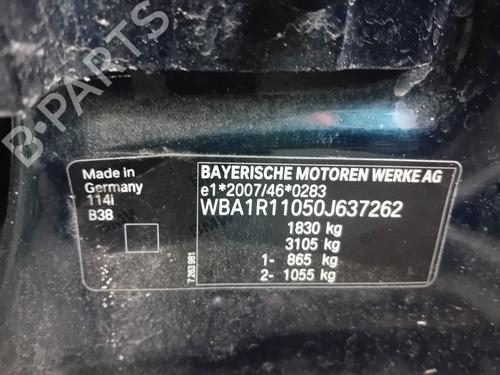 B-PARTS
Made in
Germany
114i
B38
7 263 961
BAYERISCHE MOTOREN WERKE AG
e1*2007/46*0283
WBA1R11050J637262
1830 kg
3105 kg
1- 865 kg
2- 1055 kg